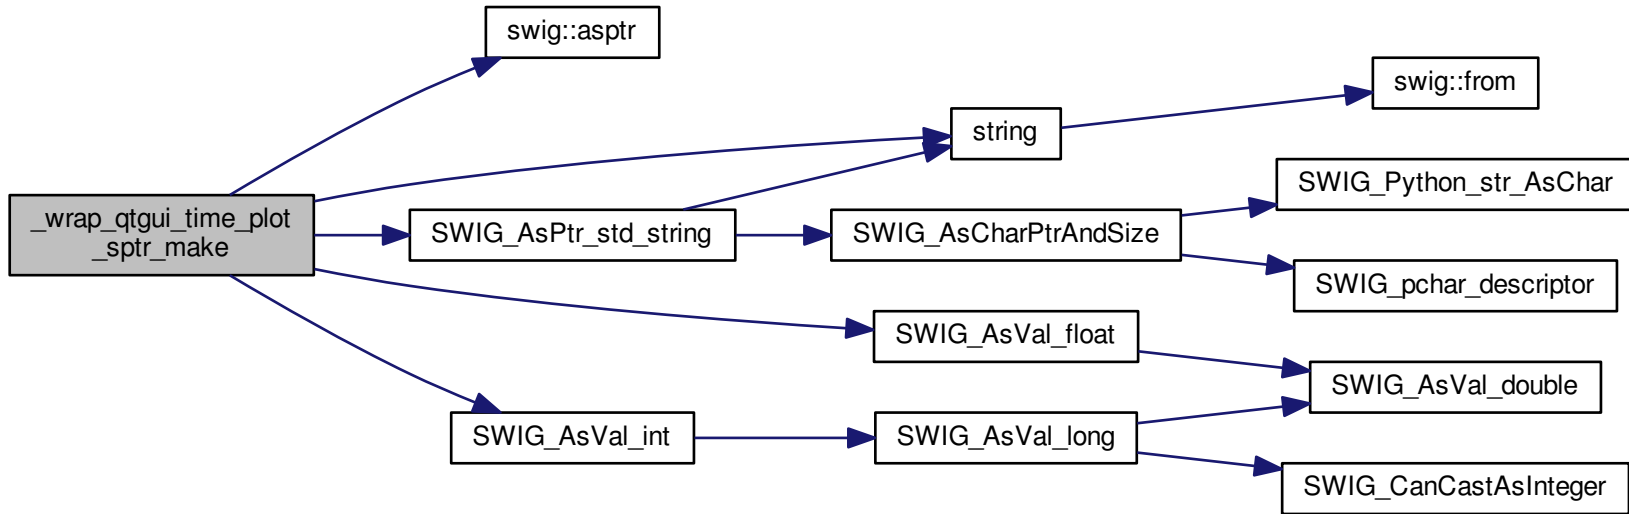 swig::asptr
swig::from
string
SWIG_Python_str_AsChar
_wrap_qtgui_time_plot
_sptr_make
SWIG_AsPtr_std_string
SWIG_AsCharPtrAndSize
SWIG_pchar_descriptor
SWIG_AsVal_float
SWIG_AsVal_double
SWIG_AsVal_int
SWIG_AsVal_long
SWIG_CanCastAsInteger